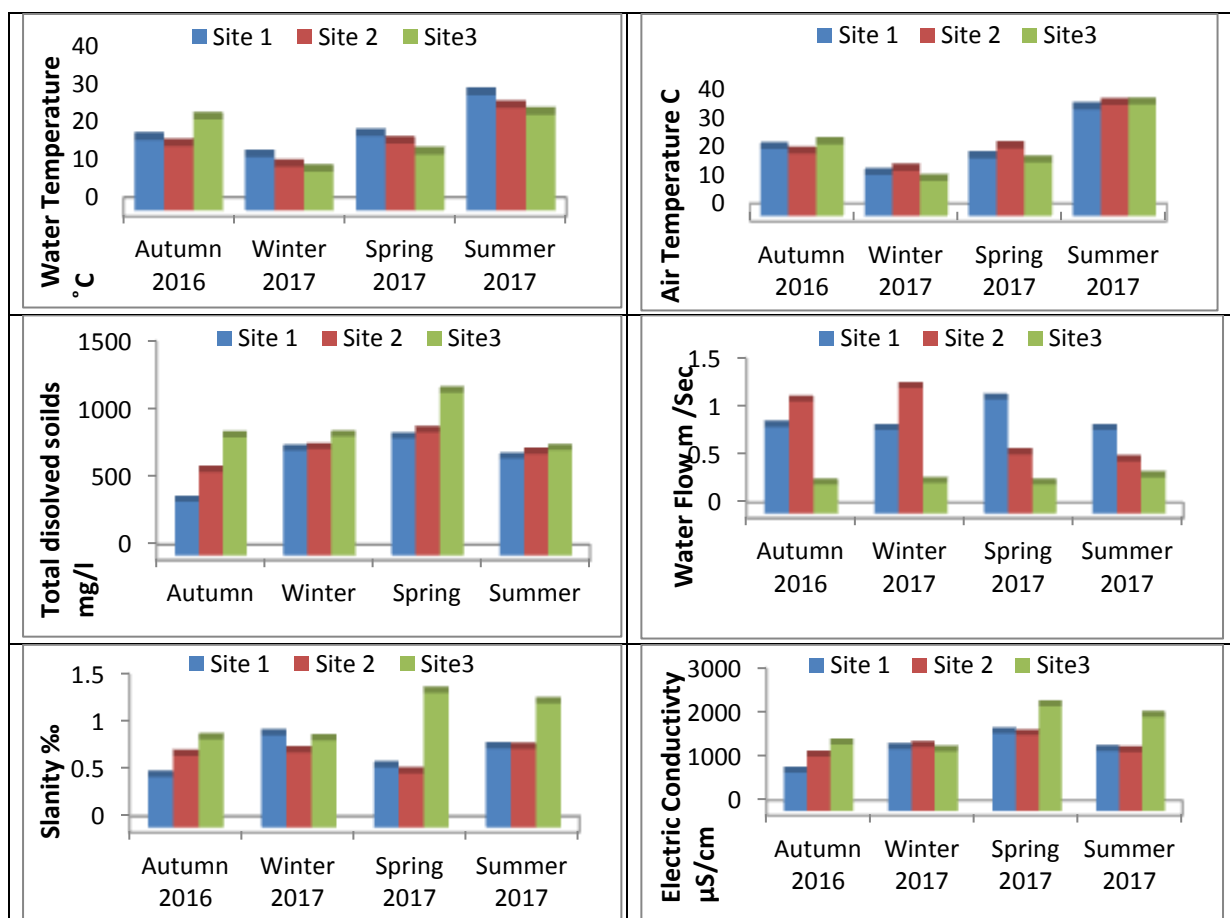 Site 1 Site 2 Site3
40
30
20
10
0
Water Temperature
˚C
Autumn Winter Spring Summer
2016 2017 2017 2017
Site 1 Site 2 Site3
40
30
20
10
0
Air Temperature C
Autumn Winter Spring Summer
2016 2017 2017 2017
Site 1 Site 2 Site3
1500
1000
500
0
Total disolved soilds
mg/l
Autumn Winter Spring Summer
Site 1 Site 2 Site3
1.5
1
0.5
0
Water Flow m /Sec
Autumn Winter Spring Summer
2016 2017 2017 2017
Site 1 Site 2 Site3
1.5
1
0.5
0
Slanity ‰
Autumn Winter Spring Summer
2016 2017 2017 2017
Site 1 Site 2 Site3
3000
2000
1000
0
Electric Conductivty
µS/cm
Autumn Winter Spring Summer
2016 2017 2017 2017